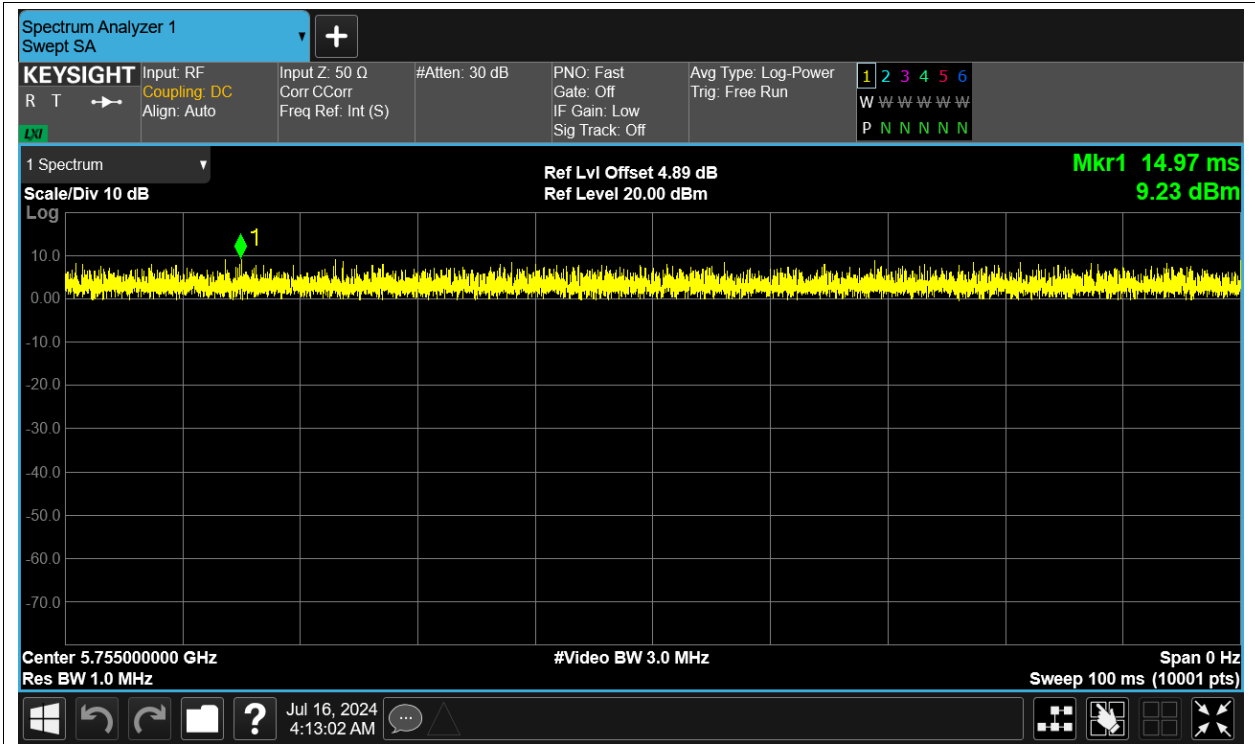 Spectrum Analyzer 1
Swept SA
KEYSIGHT
R T
LXI
Input: RF
Coupling: DC
Align: Auto
Input Z: 50 Ω
Corr CCorr
Freq Ref: Int (S)
#Atten: 30 dB
PNO: Fast
Gate: Off
IF Gain: Low
Sig Track: Off
Avg Type: Log-Power
Trig: Free Run
1 2 3 4 5 6
W W W W W W
P N N N N N
1 Spectrum
Scale/Div 10 dB
Log
Ref Lvl Offset 4.89 dB
Ref Level 20.00 dBm
Mkr1 14.97 ms
9.23 dBm
1
10.0
0.00
-10.0
-20.0
-30.0
-40.0
-50.0
-60.0
-70.0
Center 5.755000000 GHz
Res BW 1.0 MHz
#Video BW 3.0 MHz
Span 0 Hz
Sweep 100 ms (10001 pts)
?
Jul 16, 2024
4:13:02 AM